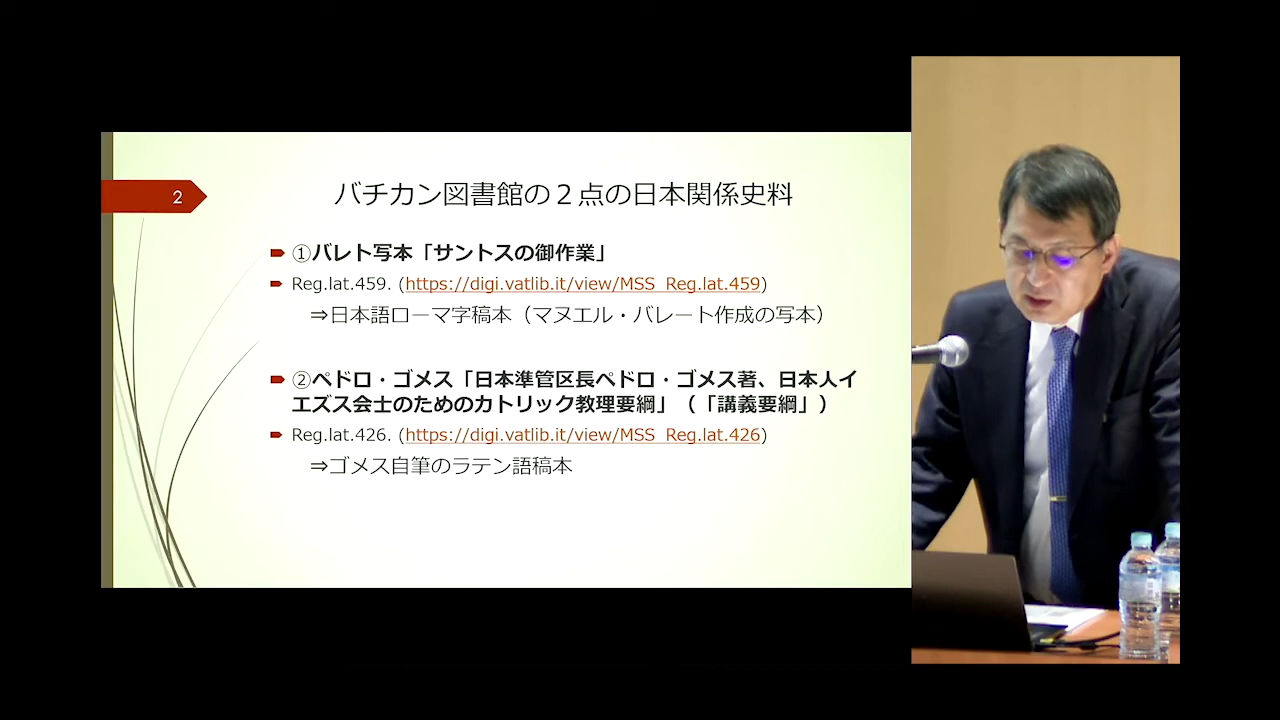 2
バチカン図書館の２点の日本関係史料
①バレト写本「サントスの御作業」
Reg.lat.459. (https://digi.vatlib.it/view/MSS_Reg.lat.459)
⇒日本語ローマ字稿本（マヌエル・バレート作成の写本）
②ペドロ・ゴメス「日本準管区長ペドロ・ゴメス著、日本人イ
エズス会士のためのカトリック教理要綱」（「講義要綱」）
Reg.lat.426. (https://digi.vatlib.it/view/MSS_Reg.lat.426)
⇒ゴメス自筆のラテン語稿本